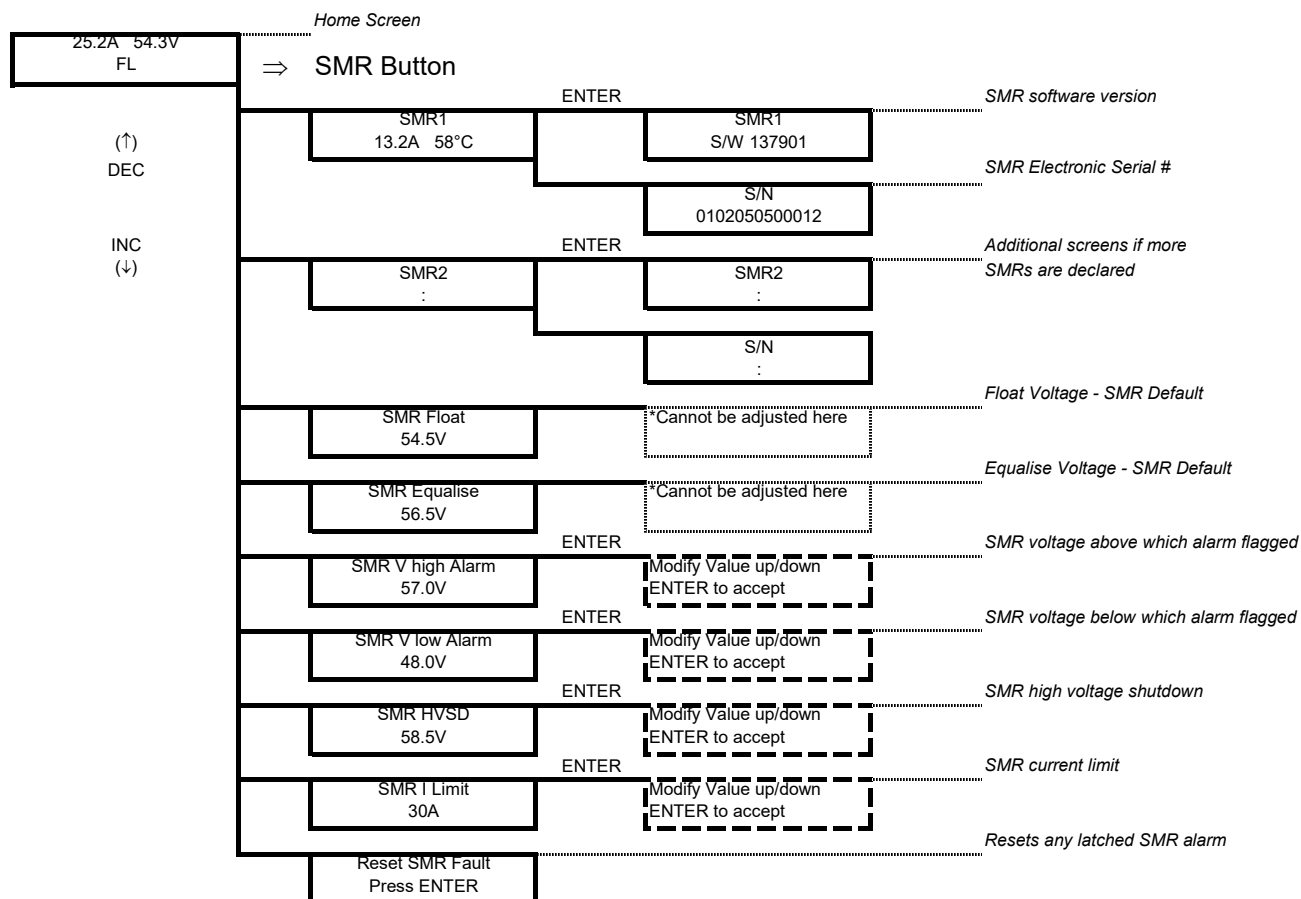 Home Screen
25.2A 54.3V
FL
⇒ SMR Button
ENTER
SMR software version
SMR1
13.2A 58°C
SMR1
S/W 137901
(↑)
DEC
SMR Electronic Serial #
S/N
0102050500012
INC
(↓)
ENTER
Additional screens if more
SMRs are declared
SMR2
:
SMR2
:
S/N
:
Float Voltage - SMR Default
SMR Float
54.5V
*Cannot be adjusted here
Equalise Voltage - SMR Default
SMR Equalise
56.5V
*Cannot be adjusted here
ENTER
SMR voltage above which alarm flagged
SMR V high Alarm
57.0V
Modify Value up/down
ENTER to accept
ENTER
SMR voltage below which alarm flagged
SMR V low Alarm
48.0V
Modify Value up/down
ENTER to accept
ENTER
SMR high voltage shutdown
SMR HVSD
58.5V
Modify Value up/down
ENTER to accept
ENTER
SMR current limit
SMR I Limit
30A
Modify Value up/down
ENTER to accept
Resets any latched SMR alarm
Reset SMR Fault
Press ENTER